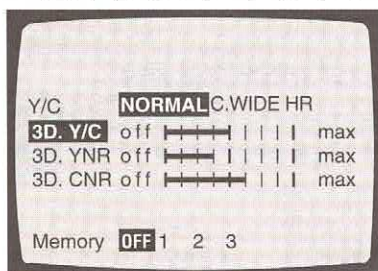 Y/C NORMAL C.WIDE HR
3D. Y/C off max
3D. YNR off max
3D. CNR off max
Memory OFF 1 2 3